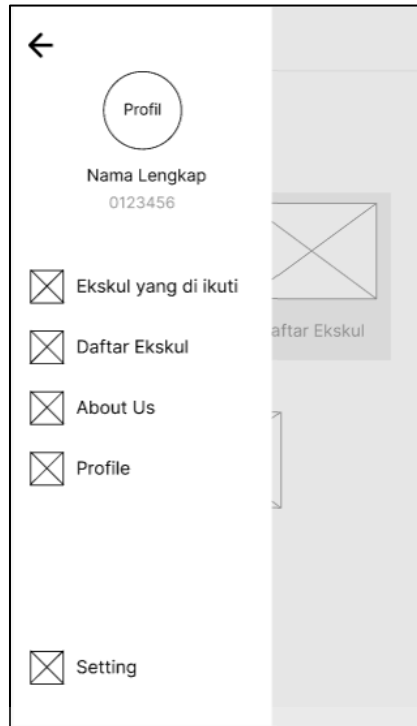 Profil
Nama Lengkap
0123456
Ekskul yang di ikuti
Daftar Ekskul
aftar Ekskul
About Us
Profile
Setting